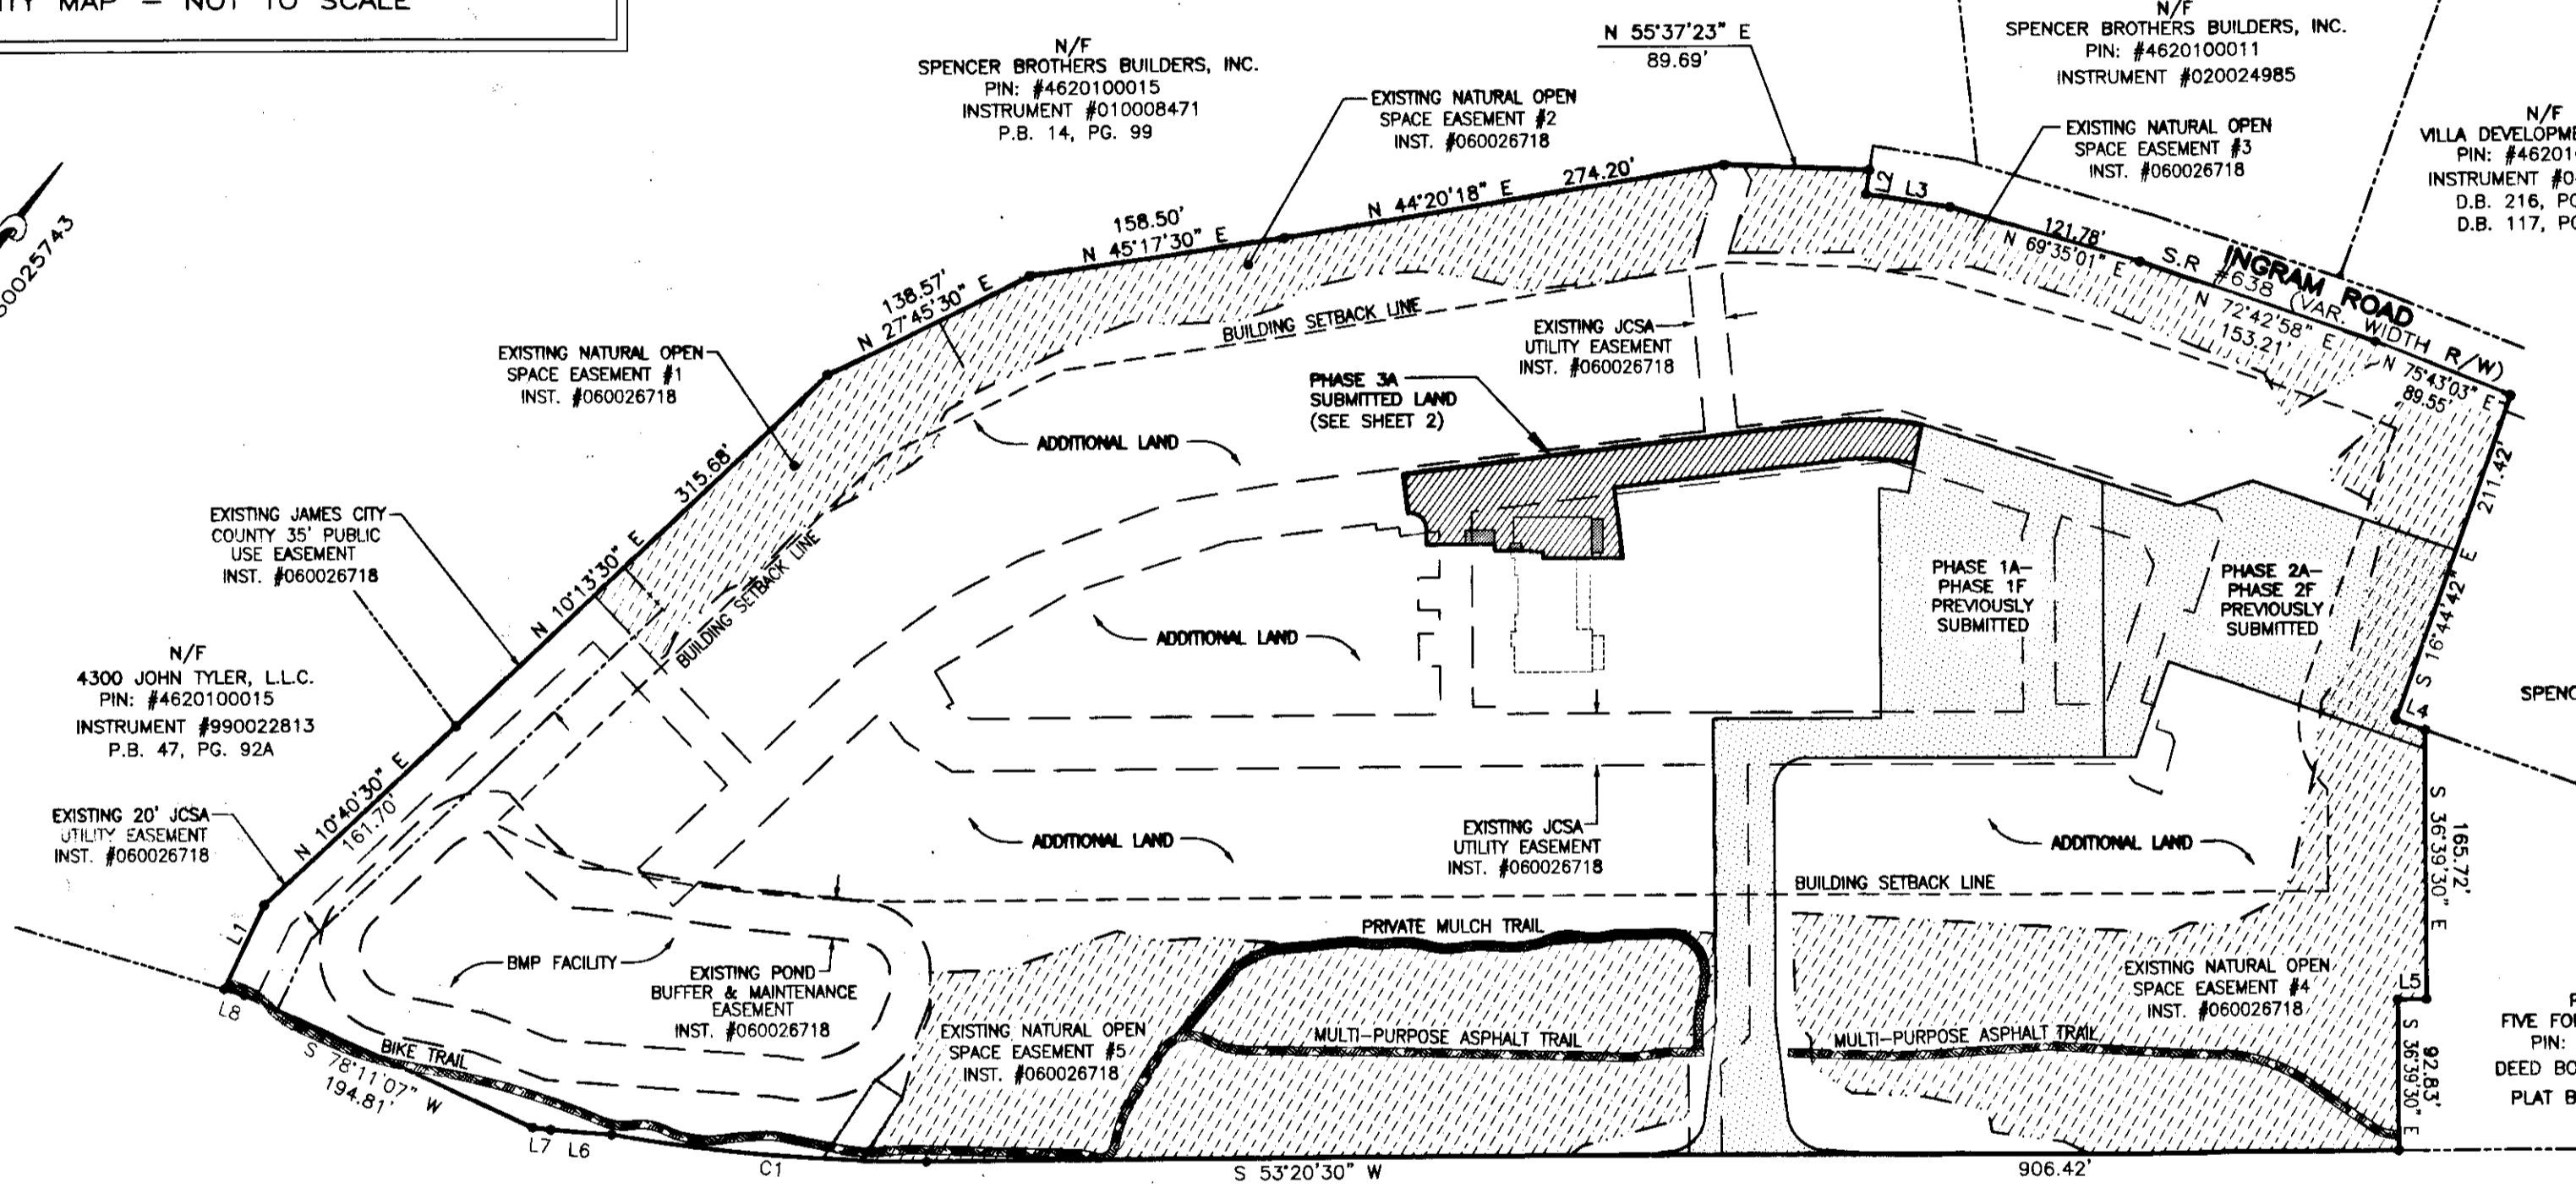 MAP – NOT TO SCALE
N/F
SPENCER BROTHERS BUILDERS, INC.
PIN: #4620100015
INSTRUMENT #010008471
P.B. 14, PG. 99
N 55°37'23" E
89.69'
N/F
SPENCER BROTHERS BUILDERS, INC.
PIN: #4620100011
INSTRUMENT #020024985
N/F
EXISTING NATURAL OPEN
SPACE EASEMENT #2
INST. #060026718
EXISTING NATURAL OPEN
SPACE EASEMENT #3
INST. #060026718
D.B. 216,
D.B. 117,
274.20'
N 44°20'18" E
158.50'
N 45°17'30" E
138.57'
N 27°45'30" E
L2
L3
121.78'
N 69°35'01" E
S.R #638 (VAR. WIDTH R/W)
INGRAM ROAD
N 72°42'58" E
153.21'
N 75°43'03" E
89.55'
BUILDING SETBACK LINE
EXISTING JCSA
UTILITY EASEMENT
INST. #060026718
EXISTING NATURAL OPEN
SPACE EASEMENT #1
INST. #060026718
PHASE 3A
SUBMITTED LAND
(SEE SHEET 2)
ADDITIONAL LAND
315.68'
N 10°13'30" E
211.42'
S 16°44'42" E
EXISTING JAMES CITY
COUNTY 35' PUBLIC
USE EASEMENT
INST. #060026718
BUILDING SETBACK LINE
PHASE 1A–
PHASE 1F
PREVIOUSLY
SUBMITTED
PHASE 2A–
PHASE 2F
PREVIOUSLY
SUBMITTED
ADDITIONAL LAND
N/F
4300 JOHN TYLER, L.L.C.
PIN: #4620100015
INSTRUMENT #990022813
P.B. 47, PG. 92A
L4
N 10°40'30" E
161.70'
EXISTING 20' JCSA
UTILITY EASEMENT
INST. #060026718
ADDITIONAL LAND
EXISTING JCSA
UTILITY EASEMENT
INST. #060026718
ADDITIONAL LAND
165.72'
S 36°39'30" E
BUILDING SETBACK LINE
L1
PRIVATE MULCH TRAIL
BMP FACILITY
EXISTING POND
BUFFER & MAINTENANCE
EASEMENT
INST. #060026718
EXISTING NATURAL OPEN
SPACE EASEMENT #4
INST. #060026718
L5
L8
EXISTING NATURAL OPEN
SPACE EASEMENT #5
INST. #060026718
MULTI–PURPOSE ASPHALT TRAIL
MULTI–PURPOSE ASPHALT TRAIL
FIVE
PIN:
DEED
PLAT
BIKE TRAIL
S 78°11'07" W
194.81'
92.83'
S 36°39'30" E
L7
L6
C1
S 53°20'30" W
906.42'